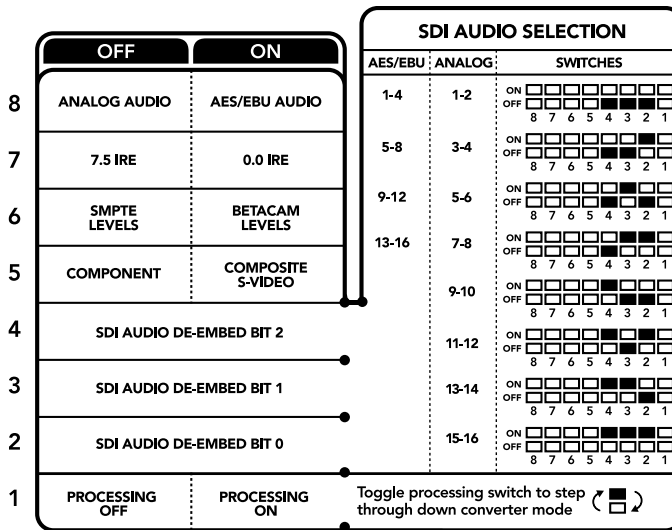 OFF ON
8 ANALOG AUDIO AES/EBU AUDIO
7 7.5 IRE 0.0 IRE
6 SMPTE LEVELS BETACAM LEVELS
5 COMPONENT COMPOSITE S-VIDEO
4 SDI AUDIO DE-EMBED BIT 2
3 SDI AUDIO DE-EMBED BIT 1
2 SDI AUDIO DE-EMBED BIT 0
1 PROCESSING OFF PROCESSING ON
SDI AUDIO SELECTION
AES/EBU ANALOG SWITCHES
1-4 1-2 ON
OFF
8 7 6 5 4 3 2 1
5-8 3-4 ON
OFF
8 7 6 5 4 3 2 1
9-12 5-6 ON
OFF
8 7 6 5 4 3 2 1
13-16 7-8 ON
OFF
8 7 6 5 4 3 2 1
9-10 ON
OFF
8 7 6 5 4 3 2 1
11-12 ON
OFF
8 7 6 5 4 3 2 1
13-14 ON
OFF
8 7 6 5 4 3 2 1
15-16 ON
OFF
8 7 6 5 4 3 2 1
Toggle processing switch to step
through down converter mode